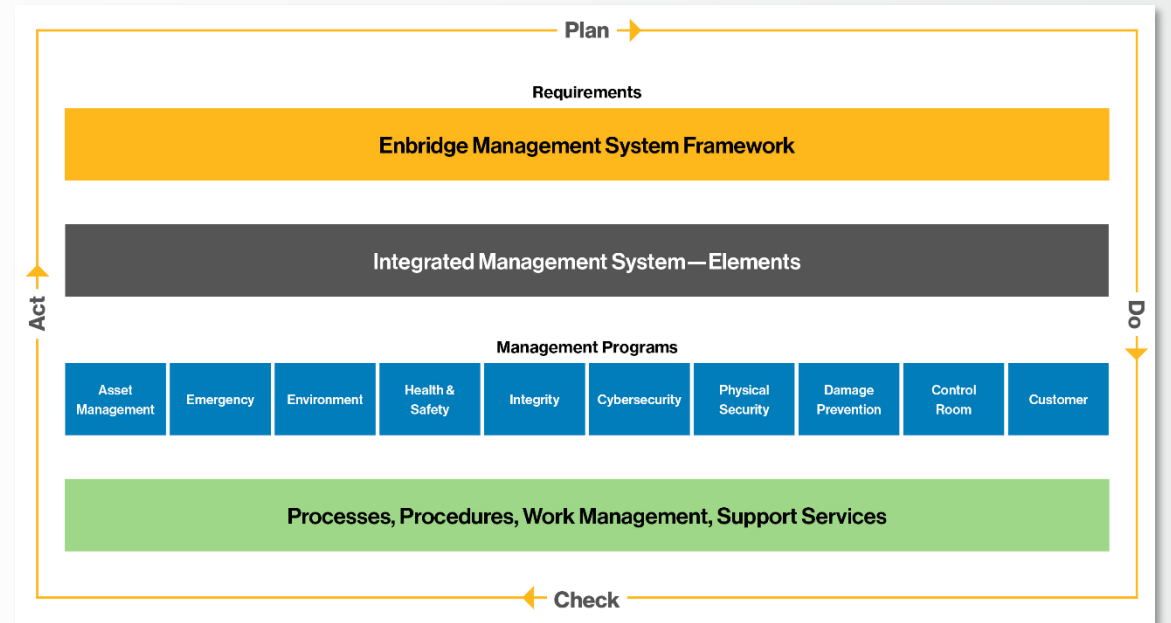 Plan
Requirements
Enbridge Management System Framework
Integrated Management System—Elements
Act
Do
Management Programs
Asset
Management
Emergency
Environment
Health &
Safety
Integrity
Cybersecurity
Physical
Security
Damage
Prevention
Control
Room
Customer
Processes, Procedures, Work Management, Support Services
Check